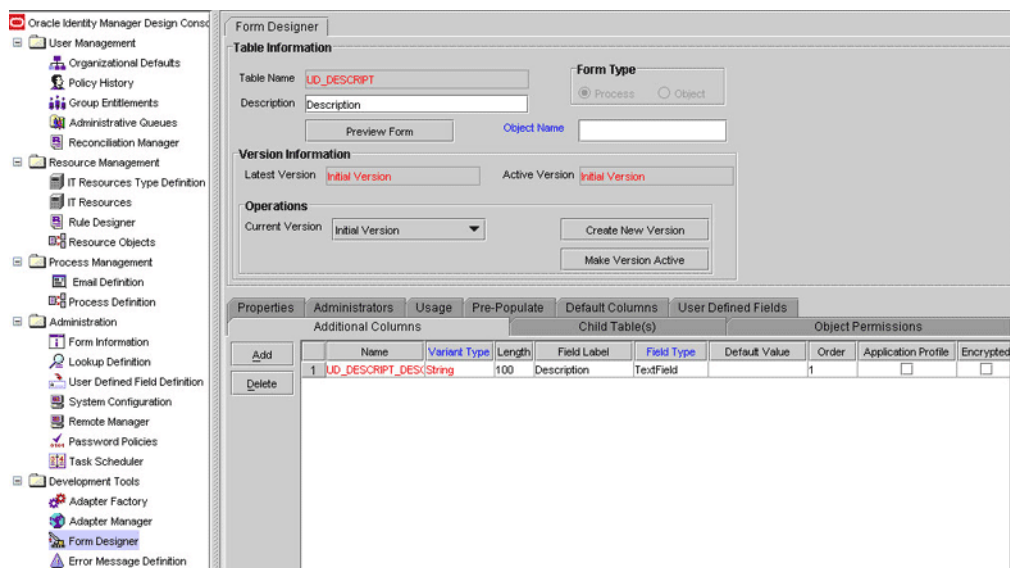 Oracle Identity Manager Design Conso
User Management
Organizational Defaults
Policy History
Group Entitlements
Administrative Queues
Reconciliation Manager
Resource Management
IT Resources Type Definition
IT Resources
Rule Designer
Resource Objects
Process Management
Email Definition
Process Definition
Administration
Form Information
Lookup Definition
User Defined Field Definition
System Configuration
Remote Manager
Password Policies
Task Scheduler
Development Tools
Adapter Factory
Adapter Manager
Form Designer
Error Message Definition
Form Designer
Table Information
Table Name UD_DESCRIPT
Form Type
Process Object
Description Description
Preview Form Object Name
Version Information
Latest Version Initial Version Active Version Initial Version
Operations
Current Version Initial Version Create New Version
Make Version Active
Properties Administrators Usage Pre-Populate Default Columns User Defined Fields
Additional Columns Child Table(s) Object Permissions
Add Name Variant Type Length Field Label Field Type Default Value Order Application Profile Encrypted
1 UD_DESCRIPT_DESC String 100 Description TextField 1
Delete